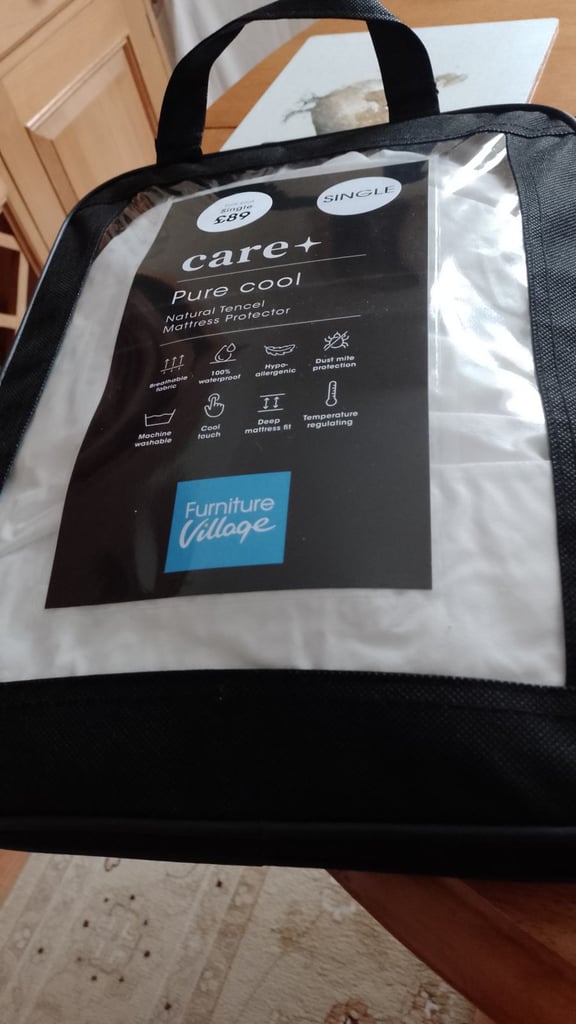 Single
£89
SINGLE
care
Pure cool
Natural Tencel
Mattress Protector
Breathable
fabric
100%
waterproof
Hypo-
allergenic
Dust mite
protection
Machine
washable
Cool
touch
Deep
mattress fit
Temperature
regulating
Furniture
Village